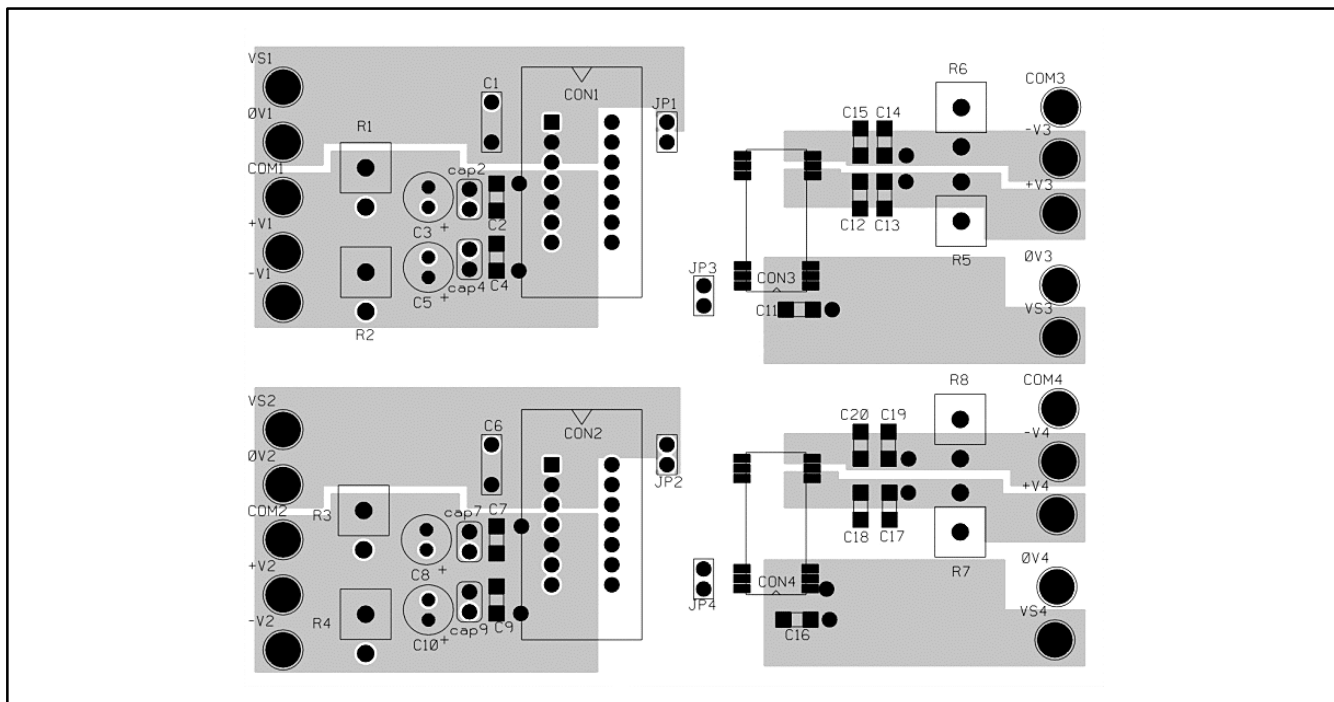 VS1
ØV1
COM1
+V1
-V1
R1
R2
C1
CON1
JP1
cap2
C2
C3
+
cap4
C4
C5
+
R6
COM3
C15
C14
-V3
+V3
C12
C13
R5
ØV3
JP3
CON3
C11
VS3
VS2
ØV2
COM2
+V2
-V2
R3
R4
C6
CON2
JP2
cap7
C7
C8
+
cap9
C9
C10
+
R8
COM4
C20
C19
-V4
+V4
C18
C17
R7
ØV4
JP4
CON4
C16
VS4